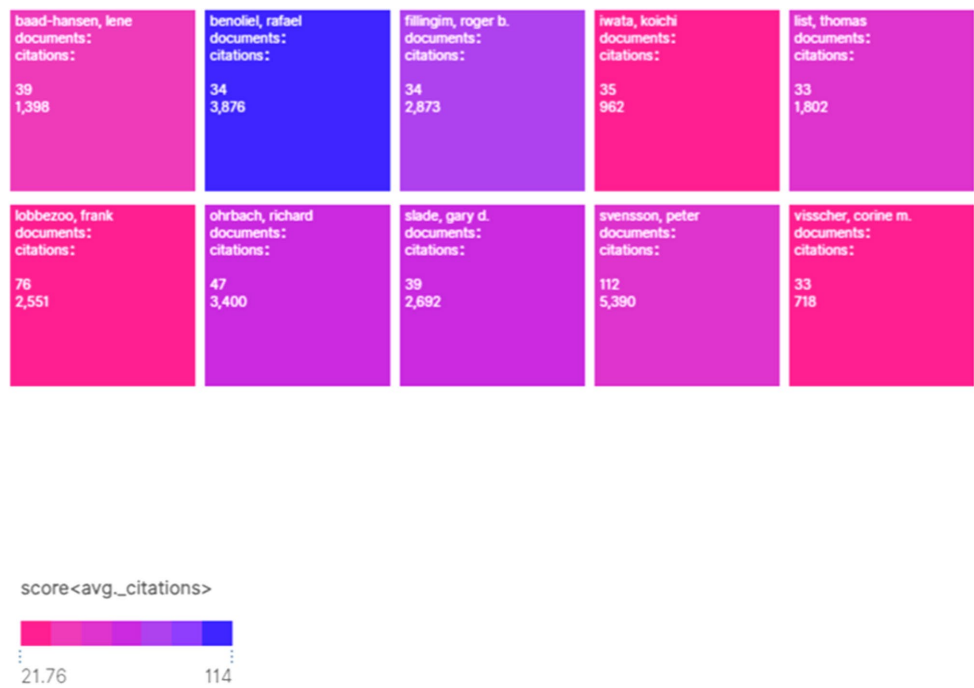 baad-hansen, lene
documents:
citations:
39
1,398
benoliel, rafael
documents:
citations:
34
3,876
fillingim, roger b.
documents:
citations:
34
2,873
iwata, koichi
documents:
citations:
35
962
list, thomas
documents:
citations:
33
1,802
lobbezoo, frank
documents:
citations:
76
2,551
ohrbach, richard
documents:
citations:
47
3,400
slade, gary d.
documents:
citations:
39
2,692
svensson, peter
documents:
citations:
112
5,390
visscher, corine m.
documents:
citations:
33
718
score<avg._citations>
21.76
114